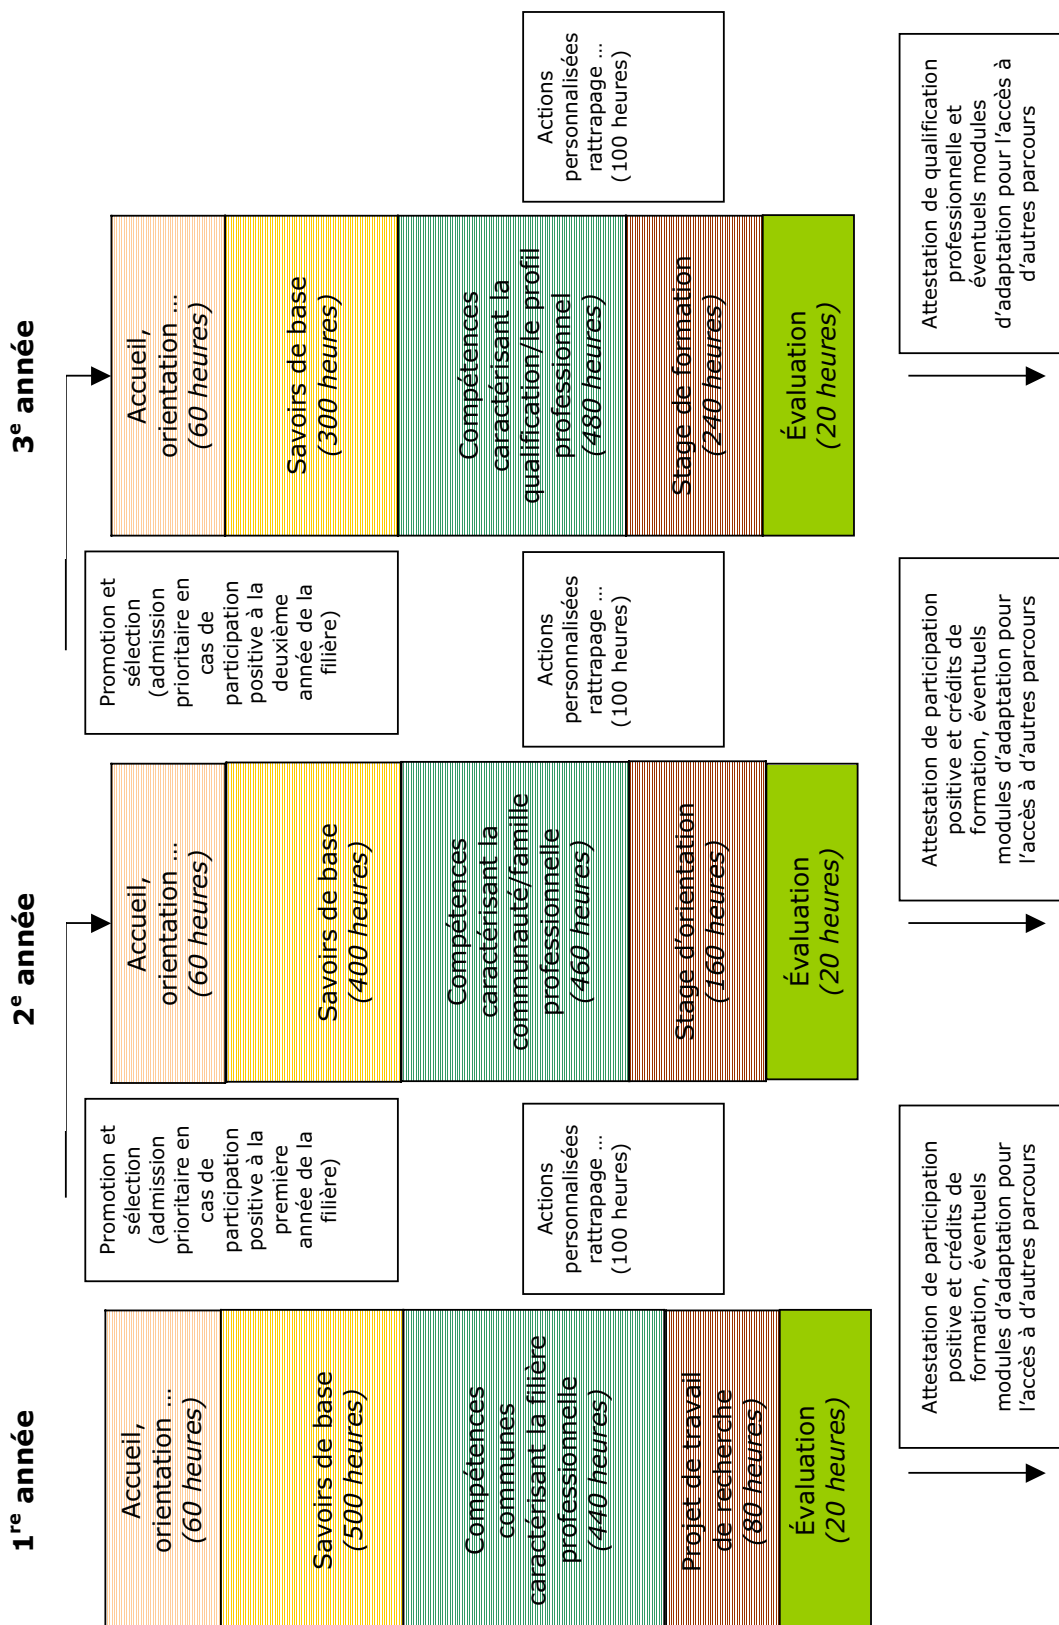 1re année
Accueil,
orientation ...
(60 heures)
Savoirs de base
(500 heures)
Compétences
communes
caractérisant la filière
professionnelle
(440 heures)
Projet de travail
de recherche
(80 heures)
Évaluation
(20 heures)
Attestation de participation
positive et crédits de
formation, éventuels
modules d’adaptation pour
l’accès à d’autres parcours
Promotion et
sélection
(admission
prioritaire en
cas de
participation
positive à la
première
année de la
filière)
Actions
personnalisées
rattrapage ...
(100 heures)
2e année
Accueil,
orientation ...
(60 heures)
Savoirs de base
(400 heures)
Compétences
caractérisant la
communauté/famille
professionnelle
(460 heures)
Stage d’orientation
(160 heures)
Évaluation
(20 heures)
Attestation de participation
positive et crédits de
formation, éventuels
modules d’adaptation pour
l’accès à d’autres parcours
Promotion et
sélection
(admission
prioritaire en
cas de
participation
positive à la
deuxième
année de la
filière)
Actions
personnalisées
rattrapage ...
(100 heures)
3e année
Accueil,
orientation ...
(60 heures)
Savoirs de base
(300 heures)
Compétences
caractérisant la
qualification/le profil
professionnel
(480 heures)
Stage de formation
(240 heures)
Évaluation
(20 heures)
Attestation de qualification
professionnelle et
éventuels modules
d’adaptation pour l’accès à
d’autres parcours
Actions
personnalisées
rattrapage ...
(100 heures)